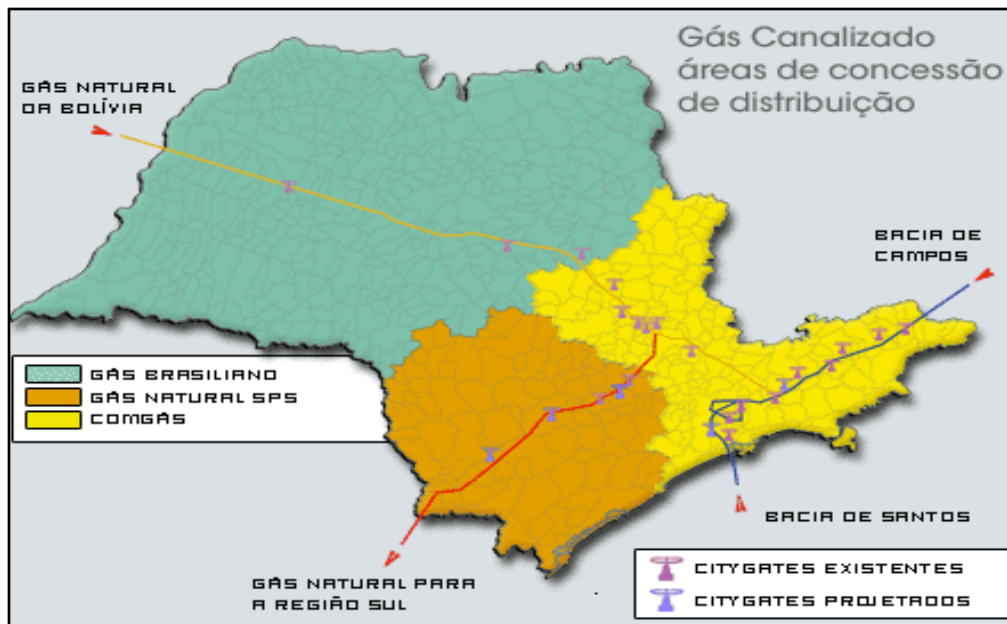 Gás Canalizado
áreas de concessão
de distribuição
GÁS NATURAL
DA BOLÍVIA
BACIA DE
CAMPOS
GÁS BRASILIANO
GÁS NATURAL SPS
COMGÁS
BACIA DE SANTOS
GÁS NATURAL PARA
A REGIÃO SUL
CITYGATES EXISTENTES
CITYGATES PROJETADOS